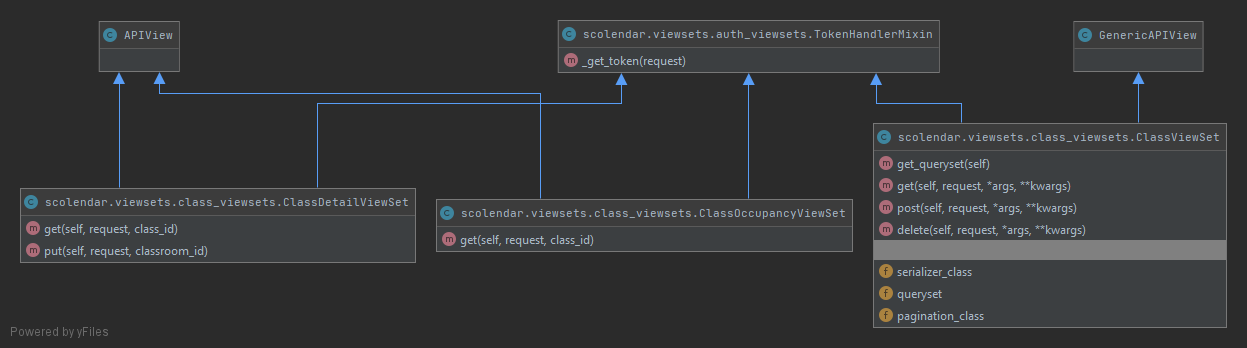 C APIView
C scolendar.viewsets.auth_viewsets.TokenHandlerMixin
m _get_token(request)
C GenericAPIView
C scolendar.viewsets.class_viewsets.ClassDetailViewSet
m get(self, request, class_id)
m put(self, request, classroom_id)
C scolendar.viewsets.class_viewsets.ClassOccupancyViewSet
m get(self, request, class_id)
C scolendar.viewsets.class_viewsets.ClassViewSet
m get_queryset(self)
m get(self, request, *args, **kwargs)
m post(self, request, *args, **kwargs)
m delete(self, request, *args, **kwargs)
f serializer_class
f queryset
f pagination_class
Powered by yFiles